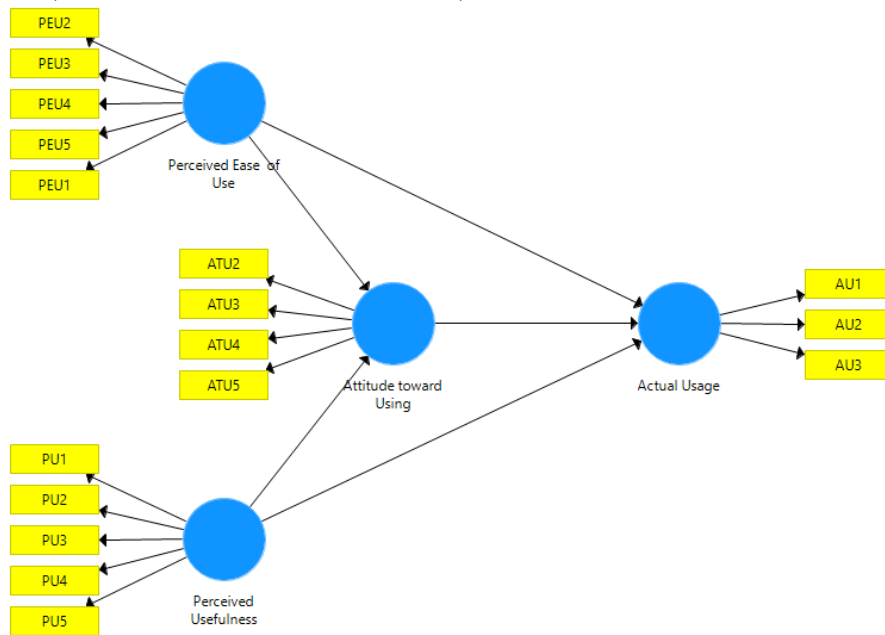 PEU2
PEU3
PEU4
PEU5
PEU1
Perceived Ease of
Use
ATU2
ATU3
ATU4
ATU5
Attitude toward
Using
AU1
AU2
AU3
Actual Usage
PU1
PU2
PU3
PU4
PU5
Perceived
Usefulness